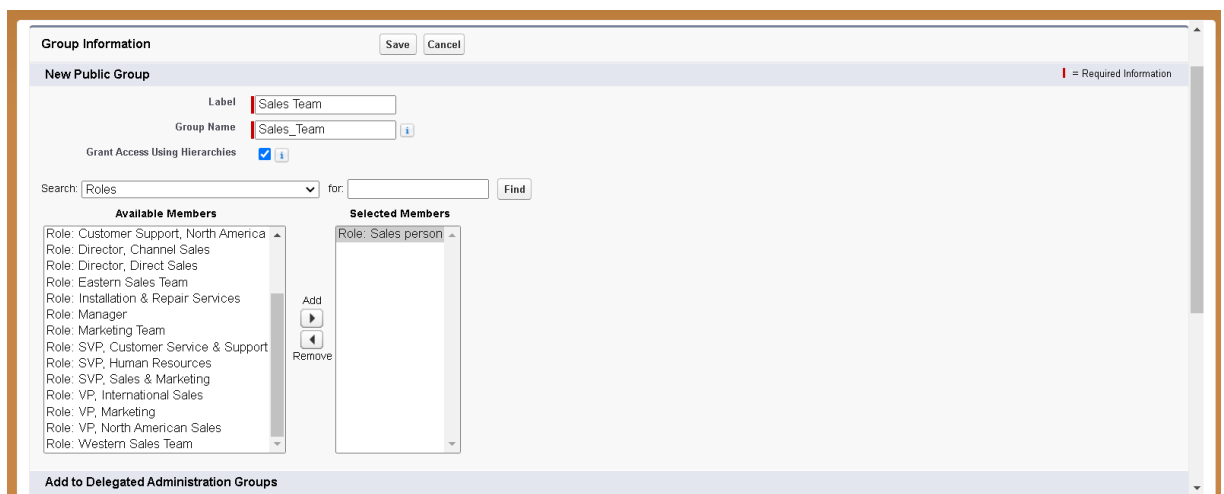 Group Information Save Cancel
New Public Group = Required Information
Label Sales Team
Group Name Sales_Team i
Grant Access Using Hierarchies i
Search: Roles for: Find
Available Members Selected Members
Role: Customer Support, North America Role: Sales person
Role: Director, Channel Sales
Role: Director, Direct Sales
Role: Eastern Sales Team
Role: Installation & Repair Services
Role: Manager
Role: Marketing Team
Role: SVP, Customer Service & Support
Role: SVP, Human Resources
Role: SVP, Sales & Marketing
Role: VP, International Sales
Role: VP, Marketing
Role: VP, North American Sales
Role: Western Sales Team
Add
Remove
Add to Delegated Administration Groups